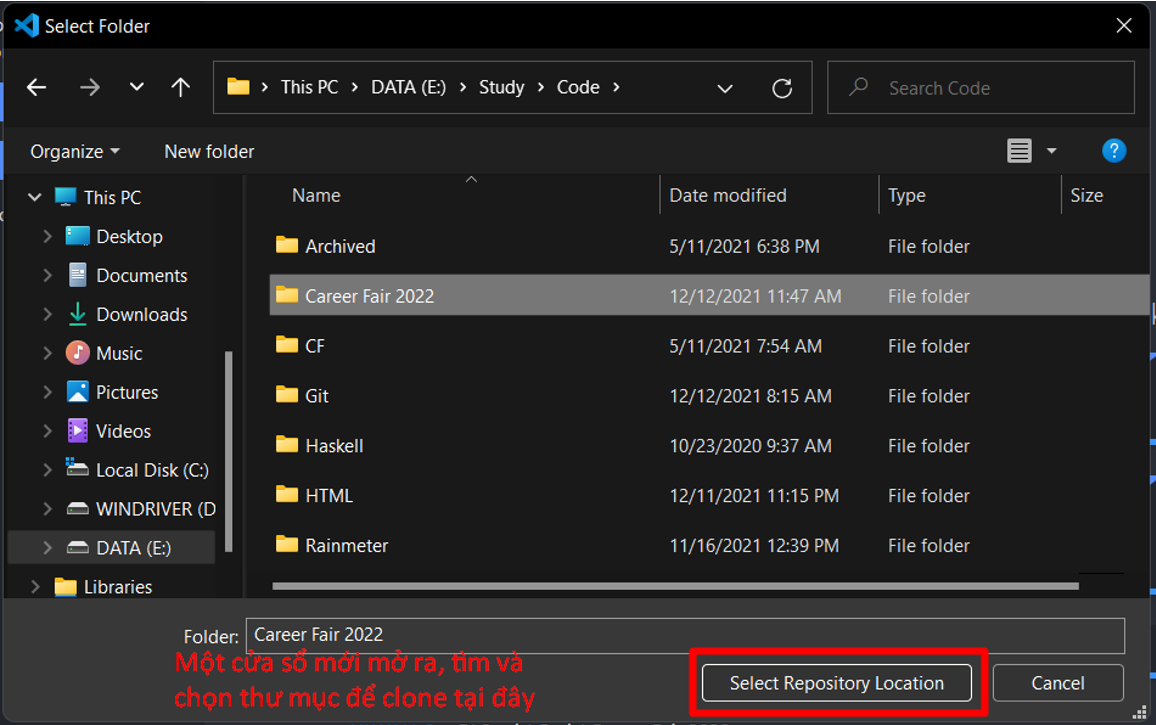 Select Folder
This PC > DATA (E:) > Study > Code >
Search Code
Organize
New folder
?
Name
Date modified
Type
Size
This PC
Desktop
Documents
Downloads
Music
Pictures
Videos
Local Disk (C:)
WINDRIVER (D
DATA (E:)
Libraries
Archived 5/11/2021 6:38 PM File folder
Career Fair 2022 12/12/2021 11:47 AM File folder
CF 5/11/2021 7:54 AM File folder
Git 12/12/2021 8:15 AM File folder
Haskell 10/23/2020 9:37 AM File folder
HTML 12/11/2021 11:15 PM File folder
Rainmeter 11/16/2021 12:39 PM File folder
Folder: Career Fair 2022
Một cửa sổ mới mở ra, tìm và
chọn thư mục để clone tại đây
Select Repository Location
Cancel